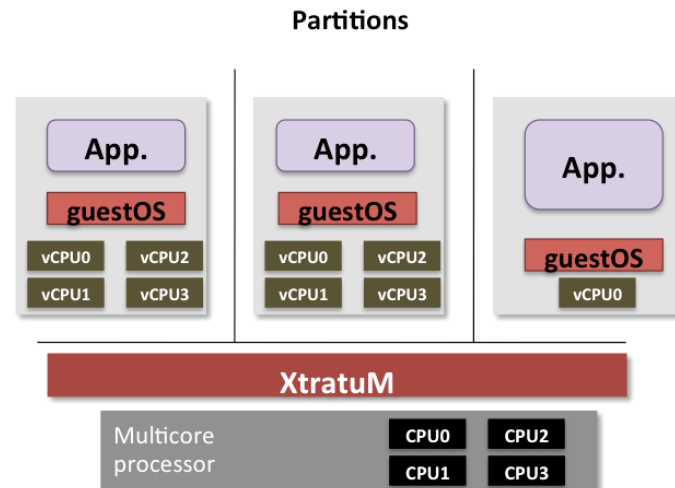 Partitions
App.
guestOS
vCPU0 vCPU2
vCPU1 vCPU3
App.
guestOS
vCPU0 vCPU2
vCPU1 vCPU3
App.
guestOS
vCPU0
XtratuM
Multicore
processor
CPU0 CPU2
CPU1 CPU3